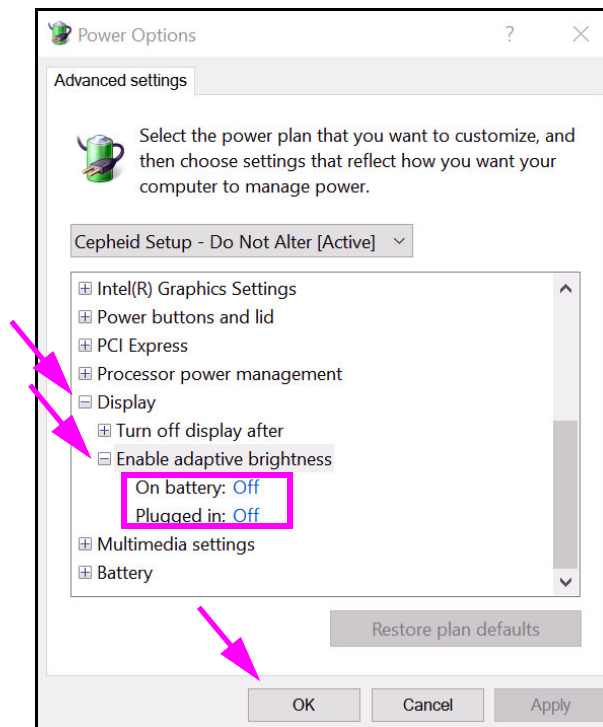 Power Options
Advanced settings
Select the power plan that you want to customize, and
then choose settings that reflect how you want your
computer to manage power.
Cepheid Setup - Do Not Alter [Active]
Intel(R) Graphics Settings
Power buttons and lid
PCI Express
Processor power management
Display
Turn off display after
Enable adaptive brightness
On battery: Off
Plugged in: Off
Multimedia settings
Battery
Restore plan defaults
OK Cancel Apply